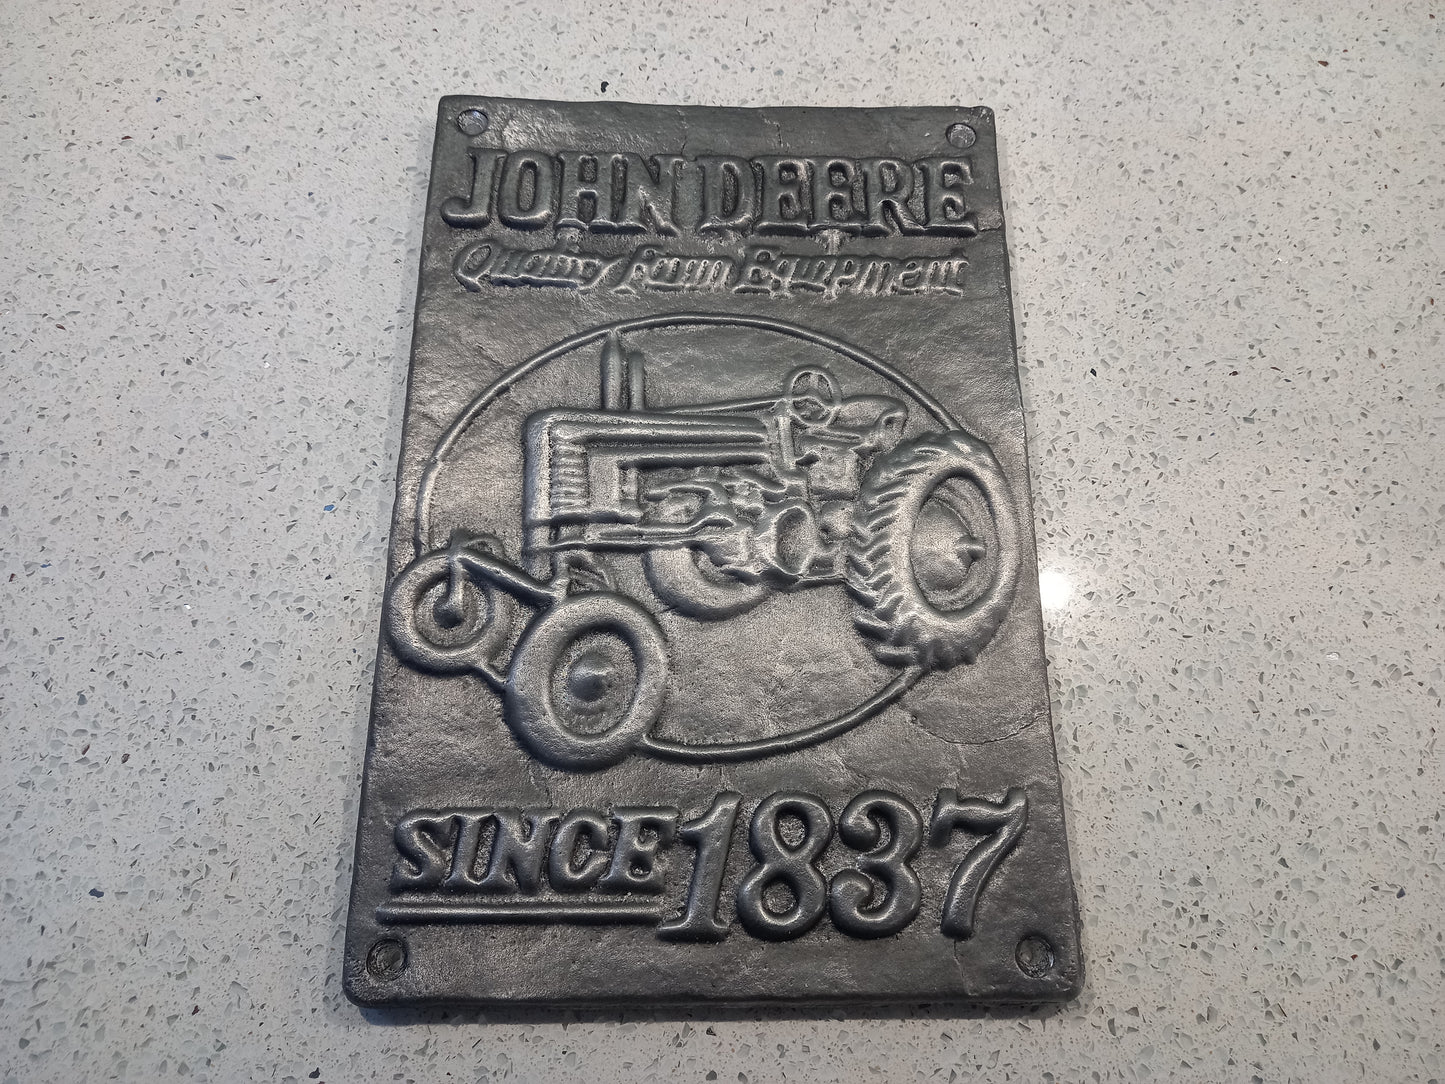 JOHN DEERE
Quality Farm Equipment
SINCE 1837